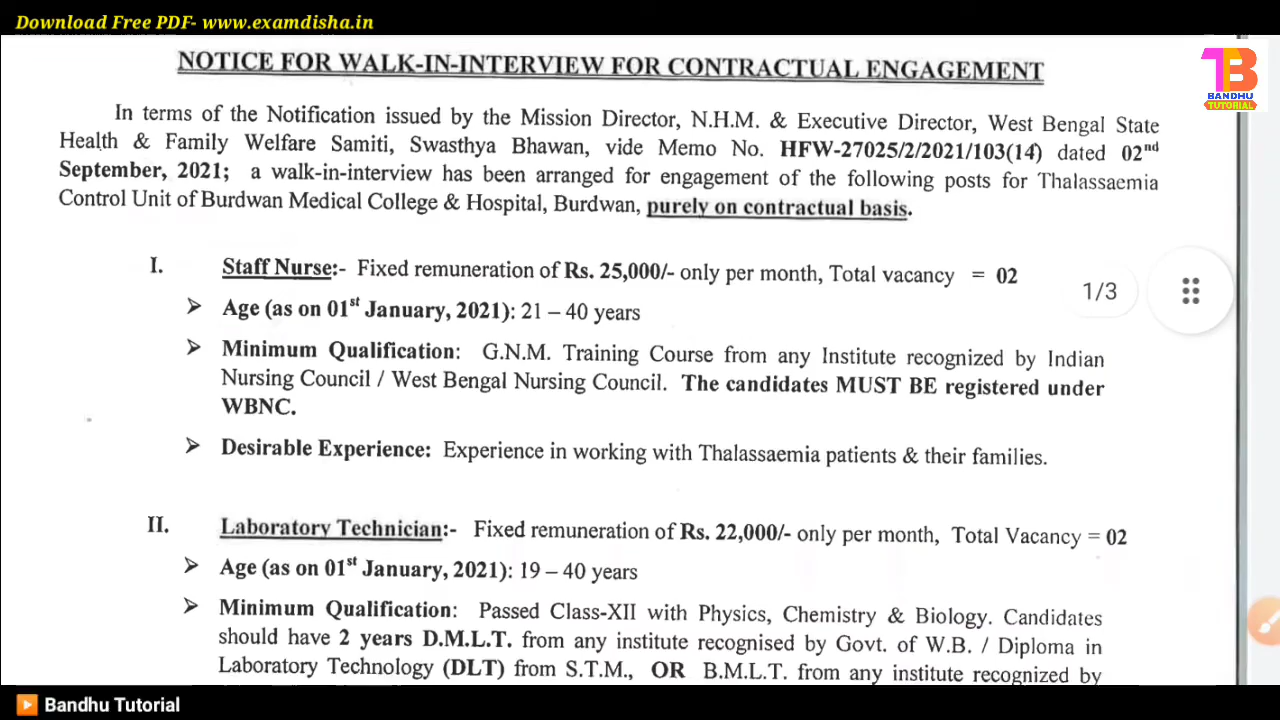 Download Free PDF- www.examdisha.in
NOTICE FOR WALK-IN-INTERVIEW FOR CONTRACTUAL ENGAGEMENT
BANDHU
TUTORIAL
In terms of the Notification issued by the Mission Director, N.H.M. & Executive Director, West Bengal State
Health & Family Welfare Samiti, Swasthya Bhawan, vide Memo No. HFW-27025/2/2021/103(14) dated 02nd
September, 2021; a walk-in-interview has been arranged for engagement of the following posts for Thalassaemia
Control Unit of Burdwan Medical College & Hospital, Burdwan, purely on contractual basis.
I. Staff Nurse:- Fixed remuneration of Rs. 25,000/- only per month, Total vacancy = 02
1/3
➢ Age (as on 01st January, 2021): 21 – 40 years
➢ Minimum Qualification: G.N.M. Training Course from any Institute recognized by Indian
Nursing Council / West Bengal Nursing Council. The candidates MUST BE registered under
WBNC.
➢ Desirable Experience: Experience in working with Thalassaemia patients & their families.
II. Laboratory Technician:- Fixed remuneration of Rs. 22,000/- only per month, Total Vacancy = 02
➢ Age (as on 01st January, 2021): 19 – 40 years
➢ Minimum Qualification: Passed Class-XII with Physics, Chemistry & Biology. Candidates
should have 2 years D.M.L.T. from any institute recognised by Govt. of W.B. / Diploma in
Laboratory Technology (DLT) from S.T.M., OR B.M.L.T. from any institute recognized by
Bandhu Tutorial